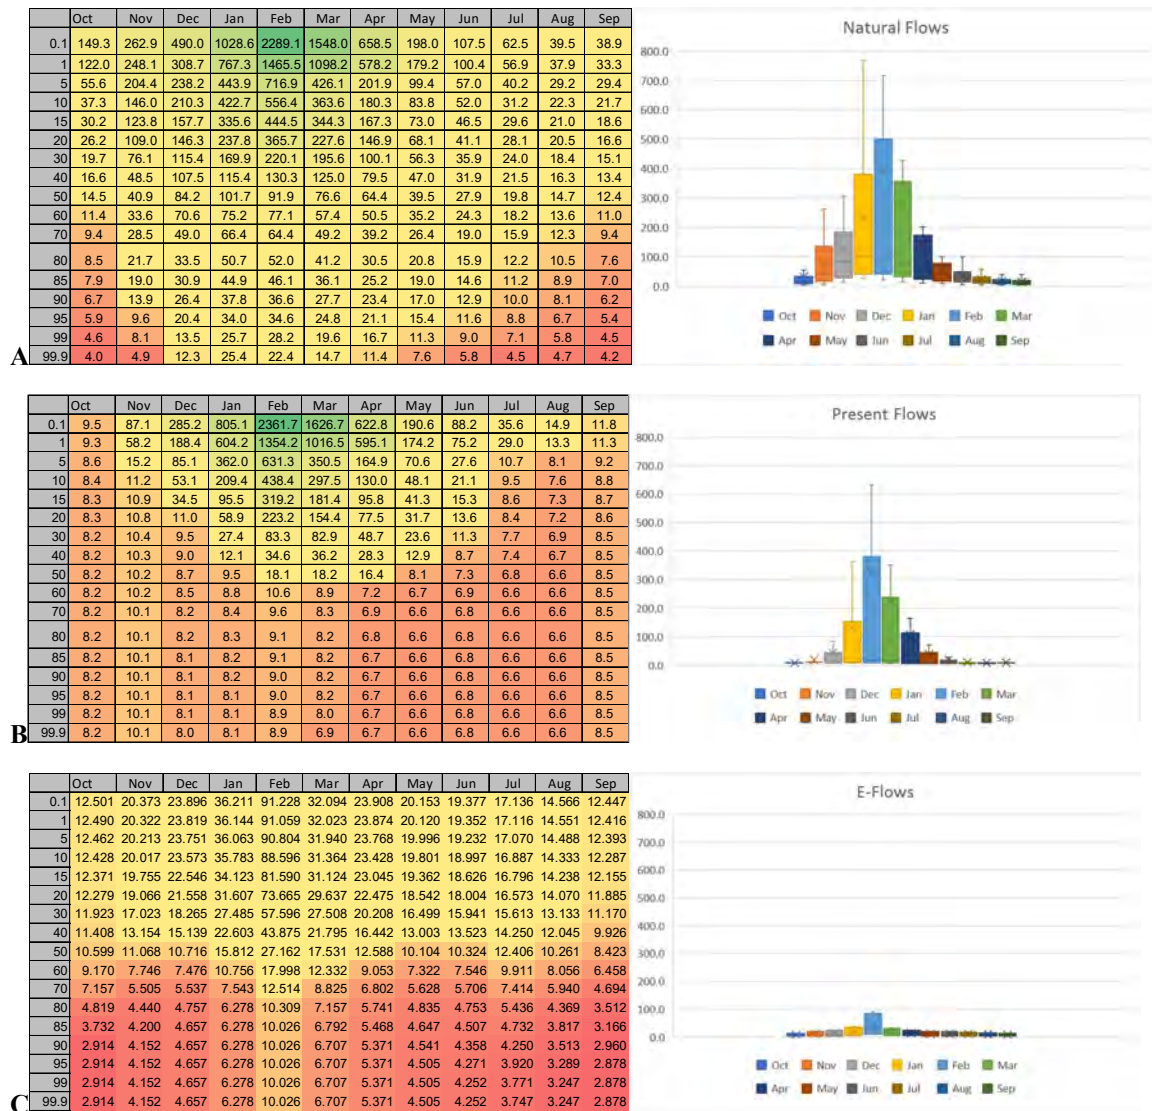 Oct Nov Dec Jan Feb Mar Apr May Jun Jul Aug Sep
0.1 149.3 262.9 490.0 1028.6 2289.1 1548.0 658.5 198.0 107.5 62.5 39.5 38.9
1 122.0 248.1 308.7 767.3 1465.5 1098.2 578.2 179.2 100.4 56.9 37.9 33.3
5 55.6 204.4 238.2 443.9 716.9 426.1 201.9 99.4 57.0 40.2 29.2 29.4
10 37.3 146.0 210.3 422.7 556.4 363.6 180.3 83.8 52.0 31.2 22.3 21.7
15 30.2 123.8 157.7 335.6 444.5 344.3 167.3 73.0 46.5 29.6 21.0 18.6
20 26.2 109.0 146.3 237.8 365.7 227.6 146.9 68.1 41.1 28.1 20.5 16.6
30 19.7 76.1 115.4 169.9 220.1 195.6 100.1 56.3 35.9 24.0 18.4 15.1
40 16.6 48.5 107.5 115.4 130.3 125.0 79.5 47.0 31.9 21.5 16.3 13.4
50 14.5 40.9 84.2 101.7 91.9 76.6 64.4 39.5 27.9 19.8 14.7 12.4
60 11.4 33.6 70.6 75.2 77.1 57.4 50.5 35.2 24.3 18.2 13.6 11.0
70 9.4 28.5 49.0 66.4 64.4 49.2 39.2 26.4 19.0 15.9 12.3 9.4
80 8.5 21.7 33.5 50.7 52.0 41.2 30.5 20.8 15.9 12.2 10.5 7.6
85 7.9 19.0 30.9 44.9 46.1 36.1 25.2 19.0 14.6 11.2 8.9 7.0
90 6.7 13.9 26.4 37.8 36.6 27.7 23.4 17.0 12.9 10.0 8.1 6.2
95 5.9 9.6 20.4 34.0 34.6 24.8 21.1 15.4 11.6 8.8 6.7 5.4
99 4.6 8.1 13.5 25.7 28.2 19.6 16.7 11.3 9.0 7.1 5.8 4.5
99.9 4.0 4.9 12.3 25.4 22.4 14.7 11.4 7.6 5.8 4.5 4.7 4.2
A
Natural Flows
800.0
700.0
600.0
500.0
400.0
300.0
200.0
100.0
0.0
Oct Nov Dec Jan Feb Mar
Apr May Jun Jul Aug Sep
Oct Nov Dec Jan Feb Mar Apr May Jun Jul Aug Sep
0.1 9.5 87.1 285.2 805.1 2361.7 1626.7 622.8 190.6 88.2 35.6 14.9 11.8
1 9.3 58.2 188.4 604.2 1354.2 1016.5 595.1 174.2 75.2 29.0 13.3 11.3
5 8.6 15.2 85.1 362.0 631.3 350.5 164.9 70.6 27.6 10.7 8.1 9.2
10 8.4 11.2 53.1 209.4 438.4 297.5 130.0 48.1 21.1 9.5 7.6 8.8
15 8.3 10.9 34.5 95.5 319.2 181.4 95.8 41.3 15.3 8.6 7.3 8.7
20 8.3 10.8 11.0 58.9 223.2 154.4 77.5 31.7 13.6 8.4 7.2 8.6
30 8.2 10.4 9.5 27.4 83.3 82.9 48.7 23.6 11.3 7.7 6.9 8.5
40 8.2 10.3 9.0 12.1 34.6 36.2 28.3 12.9 8.7 7.4 6.7 8.5
50 8.2 10.2 8.7 9.5 18.1 18.2 16.4 8.1 7.3 6.8 6.6 8.5
60 8.2 10.2 8.5 8.8 10.6 8.9 7.2 6.7 6.9 6.6 6.6 8.5
70 8.2 10.1 8.2 8.4 9.6 8.3 6.9 6.6 6.8 6.6 6.6 8.5
80 8.2 10.1 8.2 8.3 9.1 8.2 6.8 6.6 6.8 6.6 6.6 8.5
85 8.2 10.1 8.1 8.2 9.1 8.2 6.7 6.6 6.8 6.6 6.6 8.5
90 8.2 10.1 8.1 8.2 9.0 8.2 6.7 6.6 6.8 6.6 6.6 8.5
95 8.2 10.1 8.1 8.1 9.0 8.2 6.7 6.6 6.8 6.6 6.6 8.5
99 8.2 10.1 8.1 8.1 8.9 8.0 6.7 6.6 6.8 6.6 6.6 8.5
99.9 8.2 10.1 8.0 8.1 8.9 6.9 6.7 6.6 6.8 6.6 6.6 8.5
B
Present Flows
800.0
700.0
600.0
500.0
400.0
300.0
200.0
100.0
0.0
Oct Nov Dec Jan Feb Mar
Apr May Jun Jul Aug Sep
Oct Nov Dec Jan Feb Mar Apr May Jun Jul Aug Sep
0.1 12.501 20.373 23.896 36.211 91.228 32.094 23.908 20.153 19.377 17.136 14.566 12.447
1 12.490 20.322 23.819 36.144 91.059 32.023 23.874 20.120 19.352 17.116 14.551 12.416
5 12.462 20.213 23.751 36.063 90.804 31.940 23.768 19.996 19.232 17.070 14.488 12.393
10 12.428 20.017 23.573 35.783 88.596 31.364 23.428 19.801 18.997 16.887 14.333 12.287
15 12.371 19.755 22.546 34.123 81.590 31.124 23.045 19.362 18.626 16.796 14.238 12.155
20 12.279 19.066 21.558 31.607 73.665 29.637 22.475 18.542 18.004 16.573 14.070 11.885
30 11.923 17.023 18.265 27.485 57.596 27.508 20.208 16.499 15.941 15.613 13.133 11.170
40 11.408 13.154 15.139 22.603 43.875 21.795 16.442 13.003 13.523 14.250 12.045 9.926
50 10.599 11.068 10.716 15.812 27.162 17.531 12.588 10.104 10.324 12.406 10.261 8.423
60 9.170 7.746 7.476 10.756 17.998 12.332 9.053 7.322 7.546 9.911 8.056 6.458
70 7.157 5.505 5.537 7.543 12.514 8.825 6.802 5.628 5.706 7.414 5.940 4.694
80 4.819 4.440 4.757 6.278 10.309 7.157 5.741 4.835 4.753 5.436 4.369 3.512
85 3.732 4.200 4.657 6.278 10.026 6.792 5.468 4.647 4.507 4.732 3.817 3.166
90 2.914 4.152 4.657 6.278 10.026 6.707 5.371 4.541 4.358 4.250 3.513 2.960
95 2.914 4.152 4.657 6.278 10.026 6.707 5.371 4.505 4.271 3.920 3.289 2.878
99 2.914 4.152 4.657 6.278 10.026 6.707 5.371 4.505 4.252 3.771 3.247 2.878
99.9 2.914 4.152 4.657 6.278 10.026 6.707 5.371 4.505 4.252 3.747 3.247 2.878
C
E-Flows
800.0
700.0
600.0
500.0
400.0
300.0
200.0
100.0
0.0
Oct Nov Dec Jan Feb Mar
Apr May Jun Jul Aug Sep